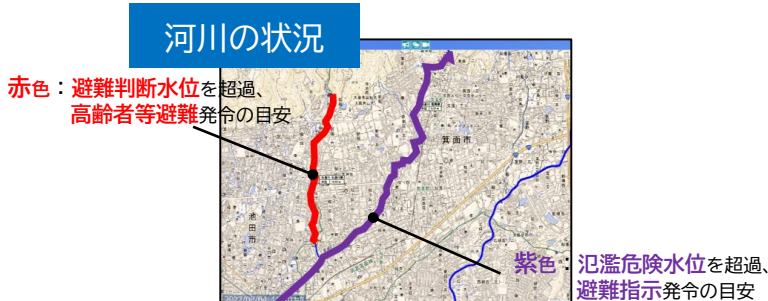 河川の状況
赤色：避難判断水位を超過、
高齢者等避難発令の目安
箕面市
池田市
紫色：氾濫危険水位を超過、
避難指示発令の目安